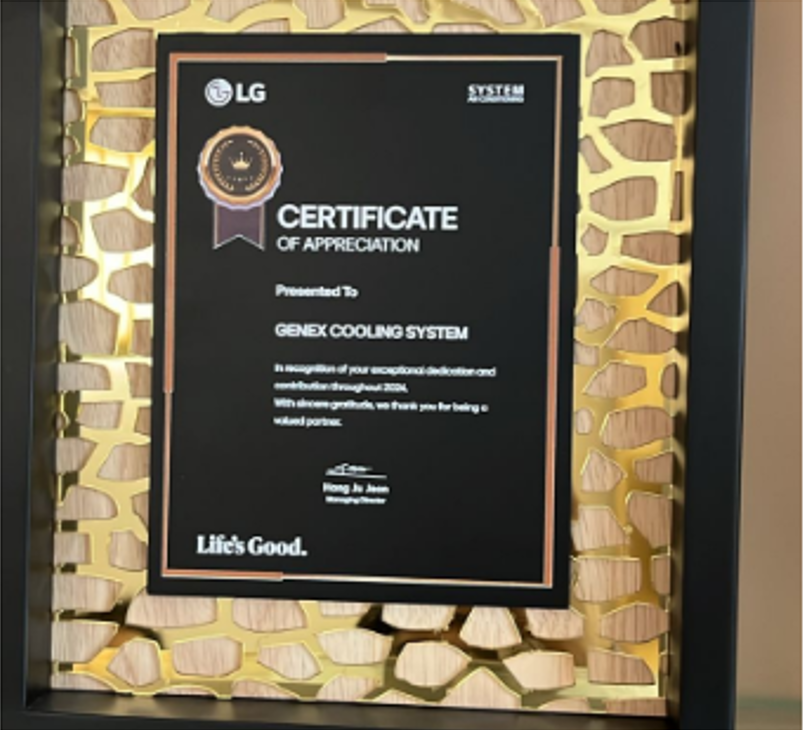 LG
SYSTEM
AIR CONDITIONING
CERTIFICATE
OF APPRECIATION
Presented To
GENEX COOLING SYSTEM
In recognition of your exceptional dedication and
contribution throughout 2024.
With sincere gratitude, we thank you for being a
valued partner.
Hong Ju Jeon
Managing Director
Life's Good.